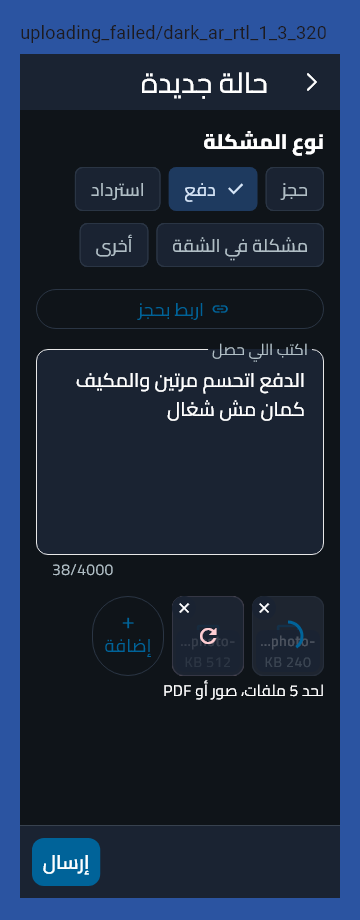 uploading_failed/dark_ar_rtl_1_3_320
حالة جديدة
نوع المشكلة
حجز
دفع
استرداد
مشكلة في الشقة
أخرى
اربط بحجز
اكتب اللي حصل
الدفع اتحسم مرتين والمكيف
كمان مش شغال
38/4000
photo-...
240 KB
photo-...
512 KB
+
إضافة
لحد 5 ملفات، صور أو PDF
إرسال